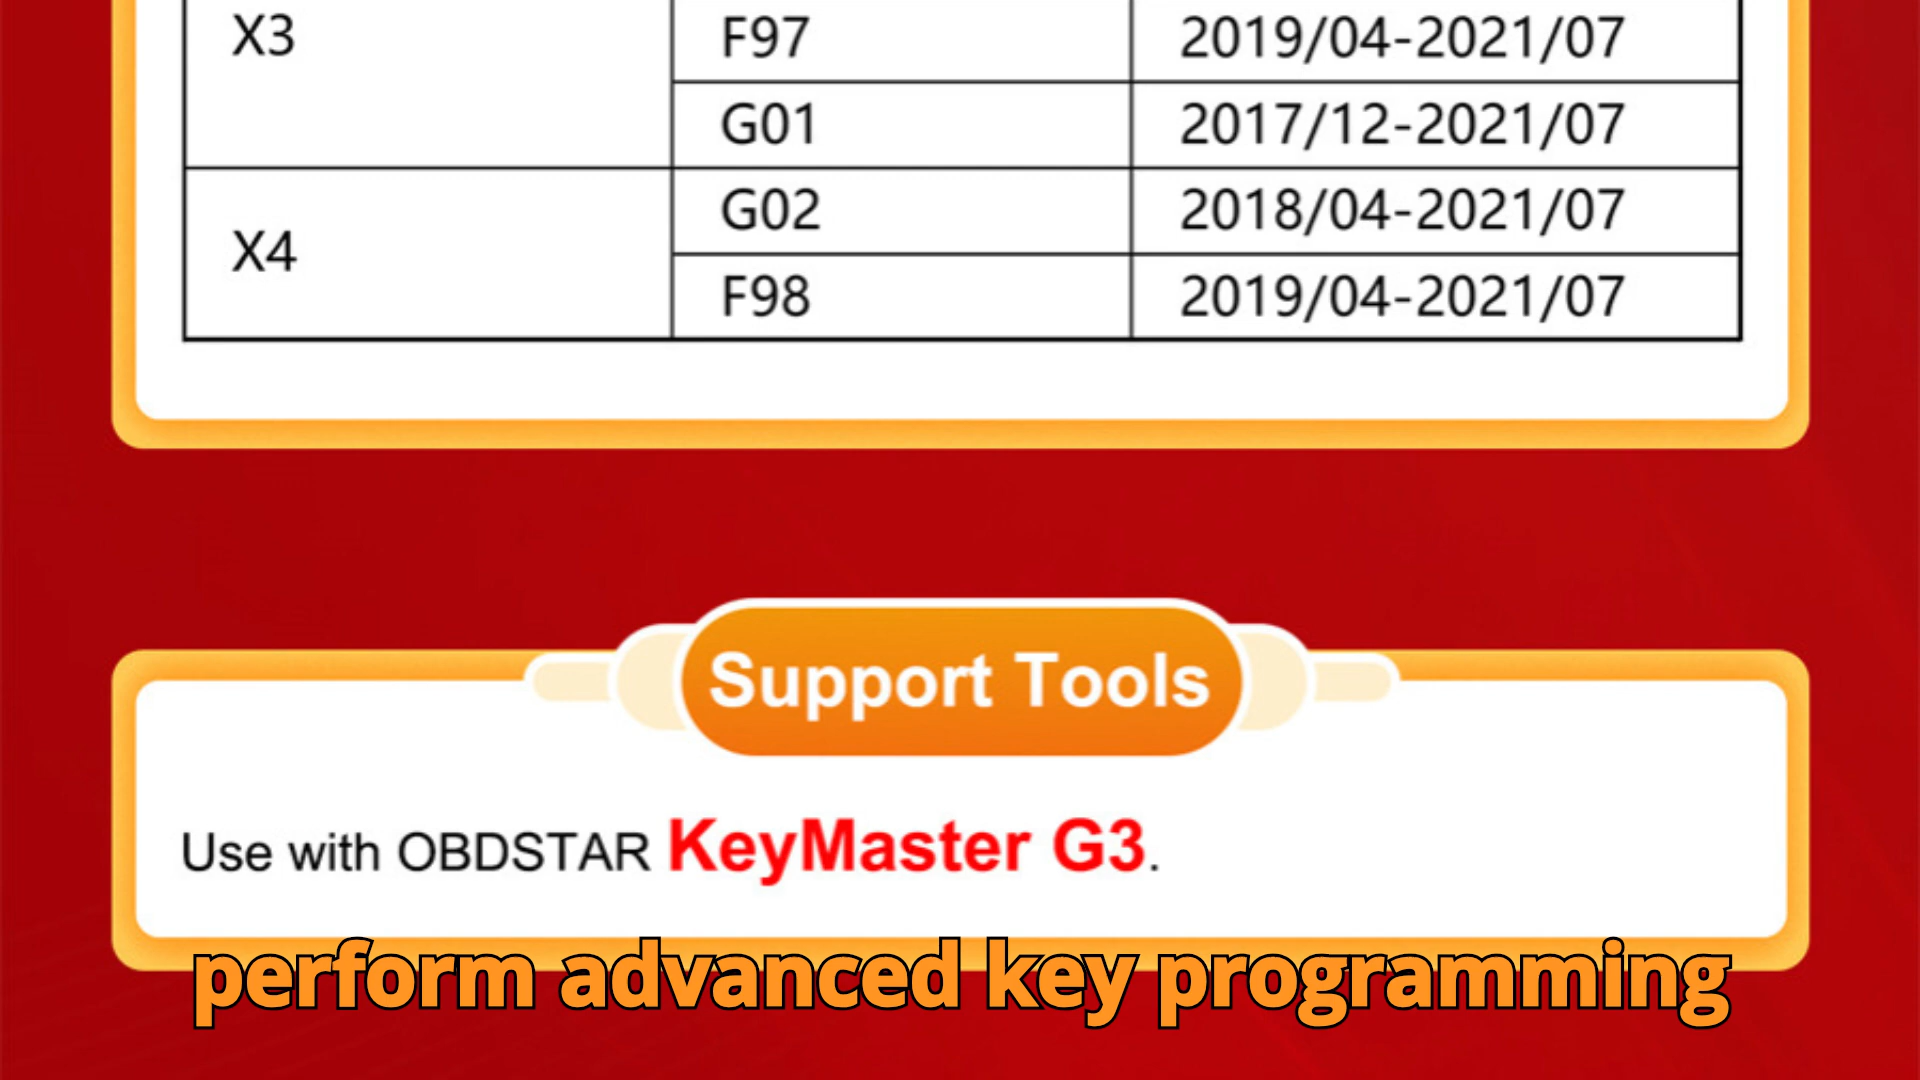 X3 F97 2019/04-2021/07
G01 2017/12-2021/07
X4 G02 2018/04-2021/07
F98 2019/04-2021/07
Support Tools
Use with OBDSTAR KeyMaster G3.
perform advanced key programming